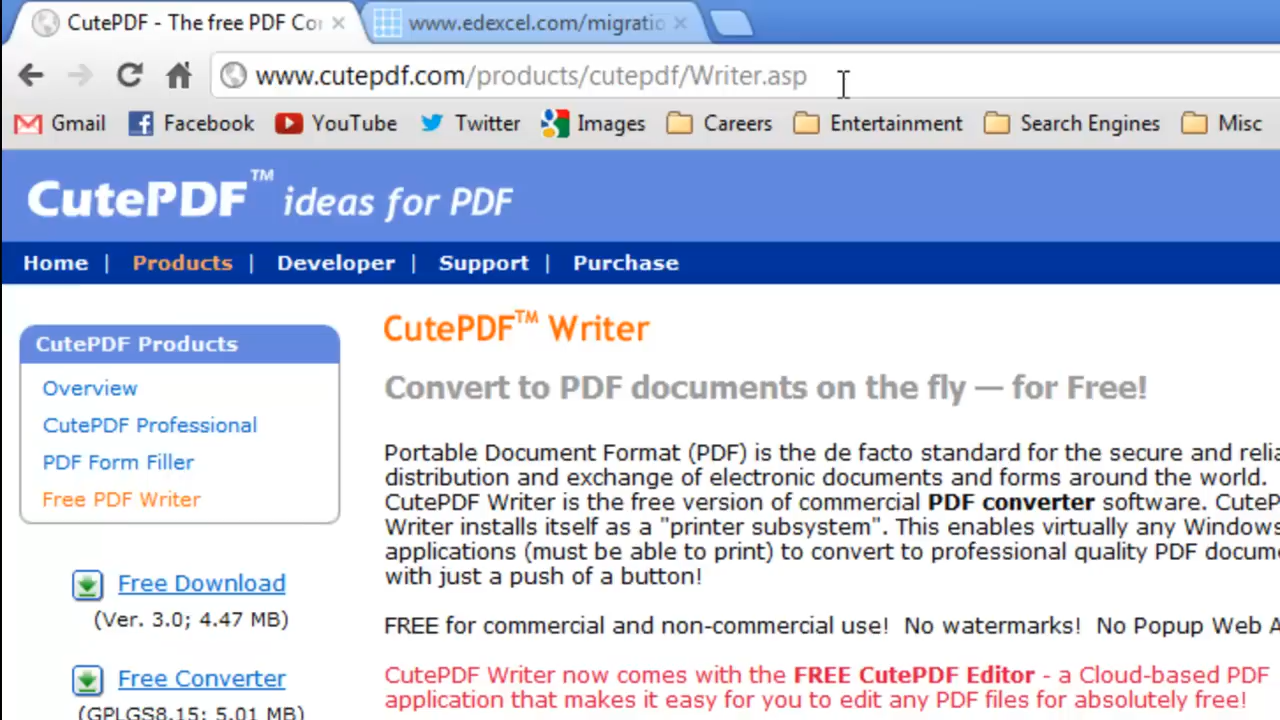 CutePDF - The free PDF Co
www.edexcel.com/migratio
www.cutepdf.com/products/cutepdf/Writer.asp
Gmail Facebook YouTube Twitter Images Careers Entertainment Search Engines Misc
CutePDF™ ideas for PDF
Home | Products | Developer | Support | Purchase
CutePDF Products
Overview
CutePDF Professional
PDF Form Filler
Free PDF Writer
Free Download
(Ver. 3.0; 4.47 MB)
Free Converter
(GPLGS8.15; 5.01 MB)
CutePDF™ Writer
Convert to PDF documents on the fly — for Free!
Portable Document Format (PDF) is the de facto standard for the secure and relia
distribution and exchange of electronic documents and forms around the world.
CutePDF Writer is the free version of commercial PDF converter software. CuteP
Writer installs itself as a "printer subsystem". This enables virtually any Windows
applications (must be able to print) to convert to professional quality PDF docume
with just a push of a button!
FREE for commercial and non-commercial use! No watermarks! No Popup Web A
CutePDF Writer now comes with the FREE CutePDF Editor - a Cloud-based PDF
application that makes it easy for you to edit any PDF files for absolutely free!